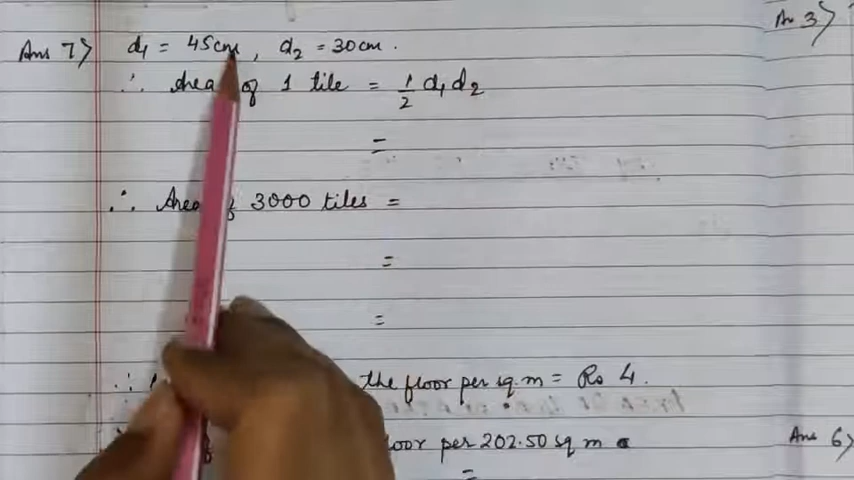 Ans 3>
Ans 7> d₁ = 45cm, d₂ = 30cm.
∴ Area of 1 tile = 1/2 d₁ d₂
=
∴ Area of 3000 tiles =
=
=
∴ the floor per sq.m = Rs 4.
floor per 202.50 sq m
=
Ans 6>